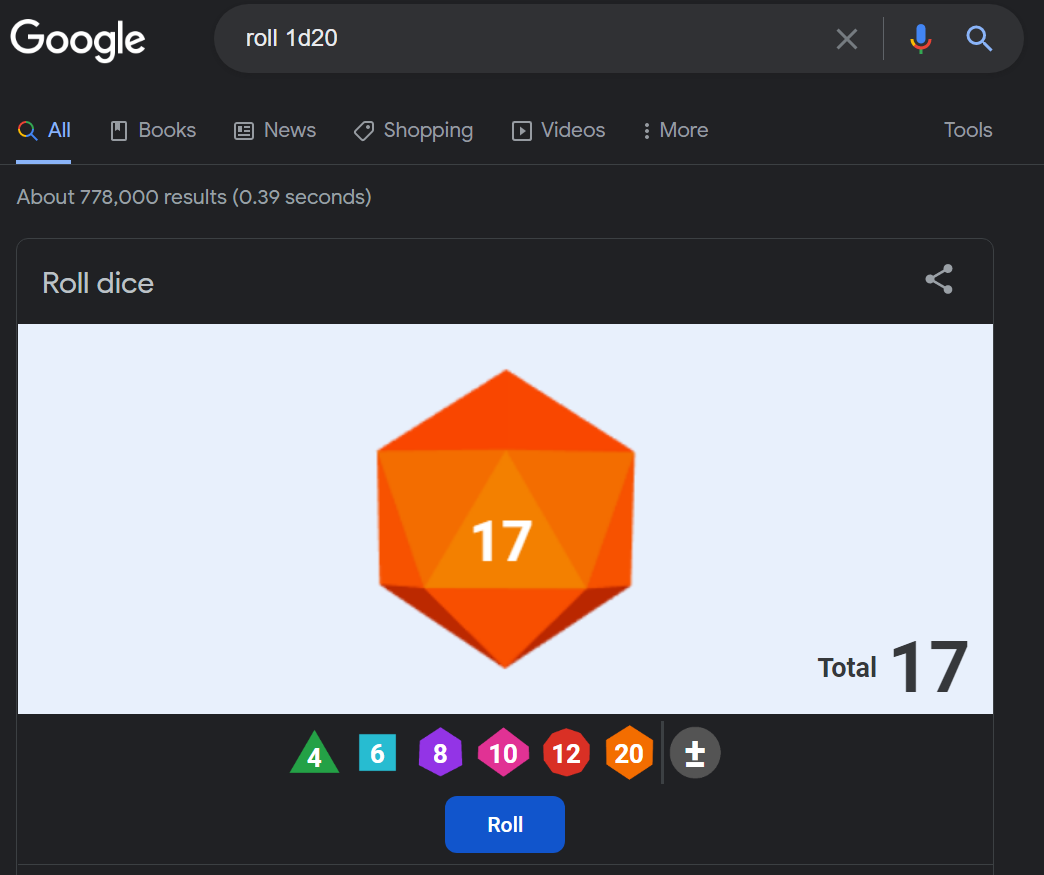 Google
roll 1d20
All Books News Shopping Videos More Tools
About 778,000 results (0.39 seconds)
Roll dice
17
Total 17
4 6 8 10 12 20 ±
Roll